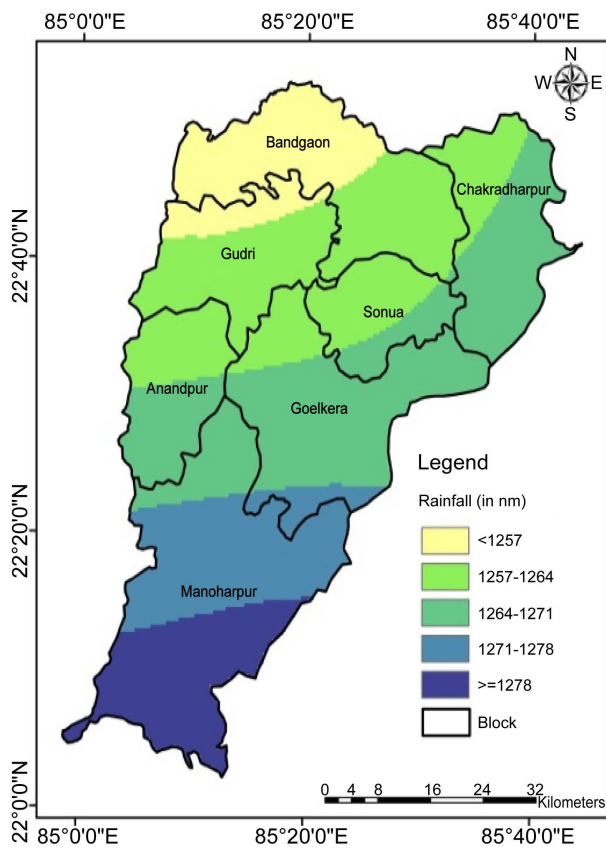 85°0'0"E 85°20'0"E 85°40'0"E
N
W E
S
Bandgaon
Chakradharpur
22°40'0"N
Gudri
Sonua
Anandpur
Goelkera
Legend
Rainfall (in nm)
22°20'0"N
<1257
1257-1264
Manoharpur
1264-1271
1271-1278
>=1278
Block
22°0'0"N
0 4 8 16 24 32
Kilometers
85°0'0"E 85°20'0"E 85°40'0"E